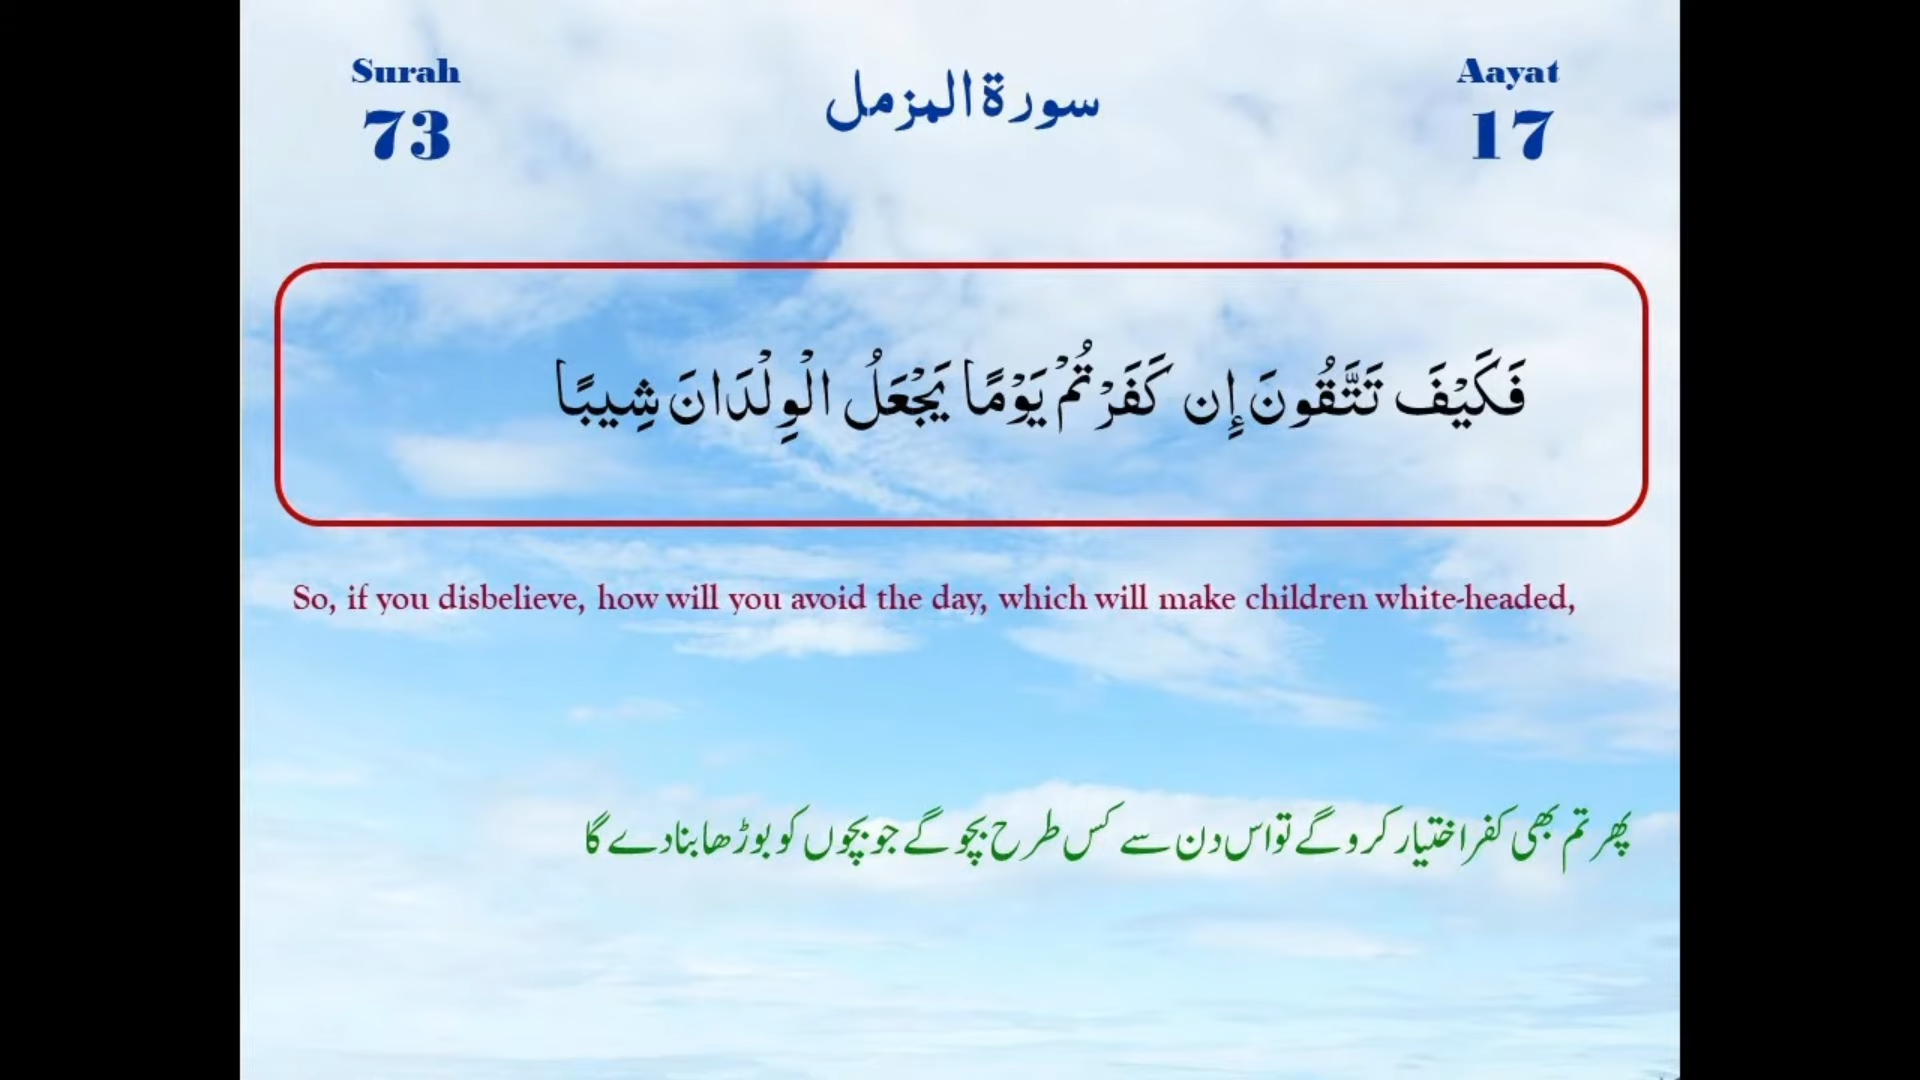 Surah
73
سورة المزمل
Aayat
17
فَكَيْفَ تَتَّقُونَ إِن كَفَرْتُمْ يَوْمًا يَجْعَلُ الْوِلْدَانَ شِيبًا
So, if you disbelieve, how will you avoid the day, which will make children white-headed,
پھر تم بھی کفر اختیار کرو گے تو اس دن سے کس طرح بچو گے جو بچوں کو بوڑھا بنادے گا